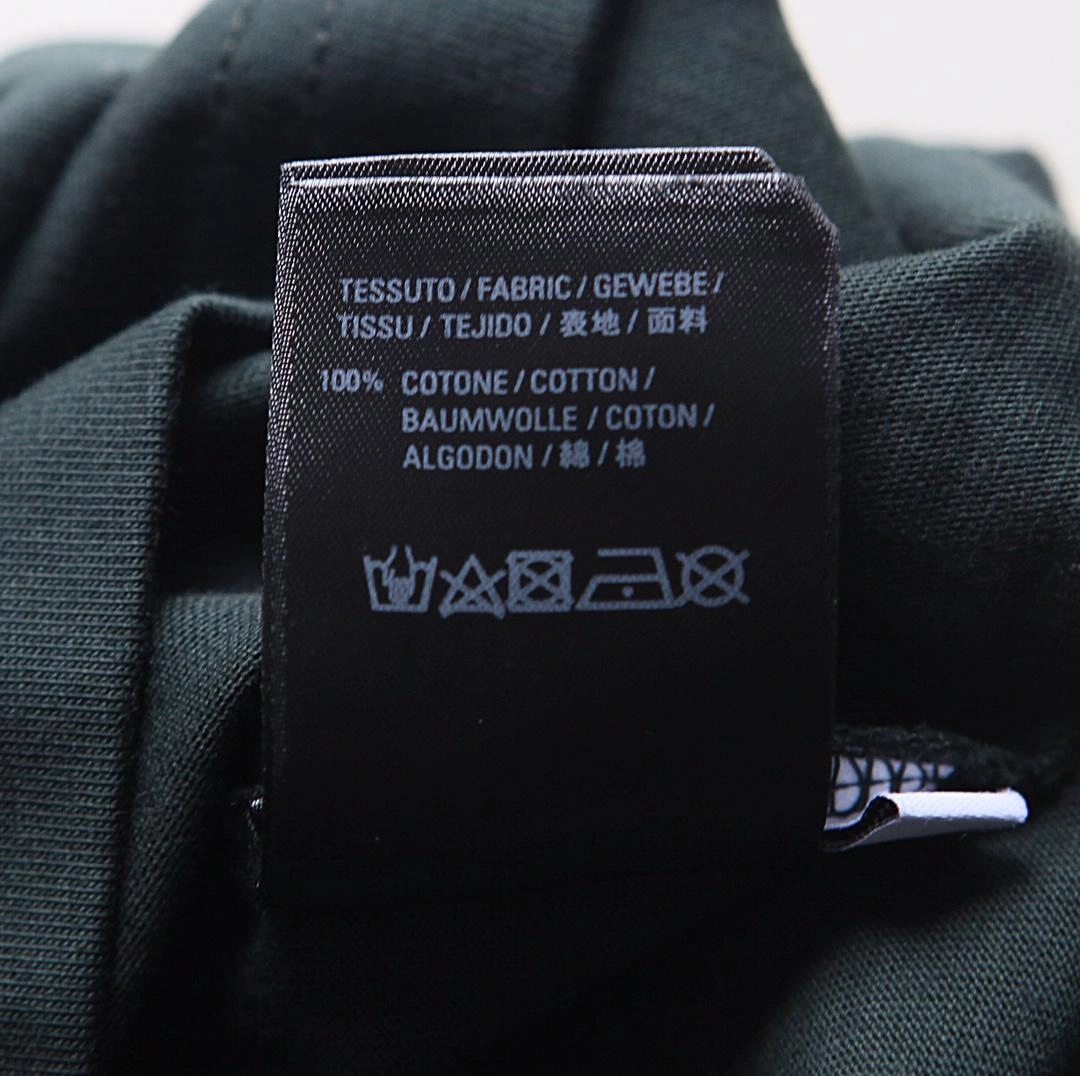 TESSUTO / FABRIC / GEWEBE /
TISSU / TEJIDO / 表地 / 面料
100% COTONE / COTTON /
BAUMWOLLE / COTON /
ALGODON / 綿 / 棉